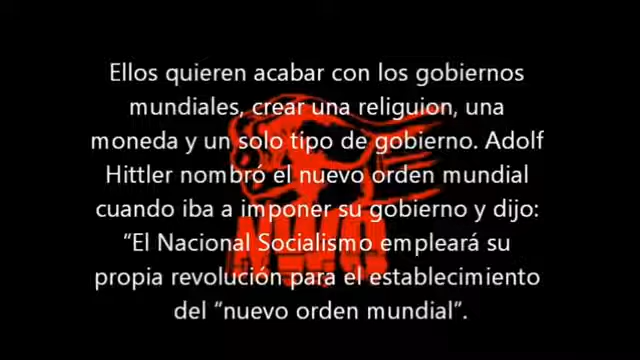 Ellos quieren acabar con los gobiernos
mundiales, crear una religuion, una
moneda y un solo tipo de gobierno. Adolf
Hittler nombró el nuevo orden mundial
cuando iba a imponer su gobierno y dijo:
“El Nacional Socialismo empleará su
propia revolución para el establecimiento
del “nuevo orden mundial”.